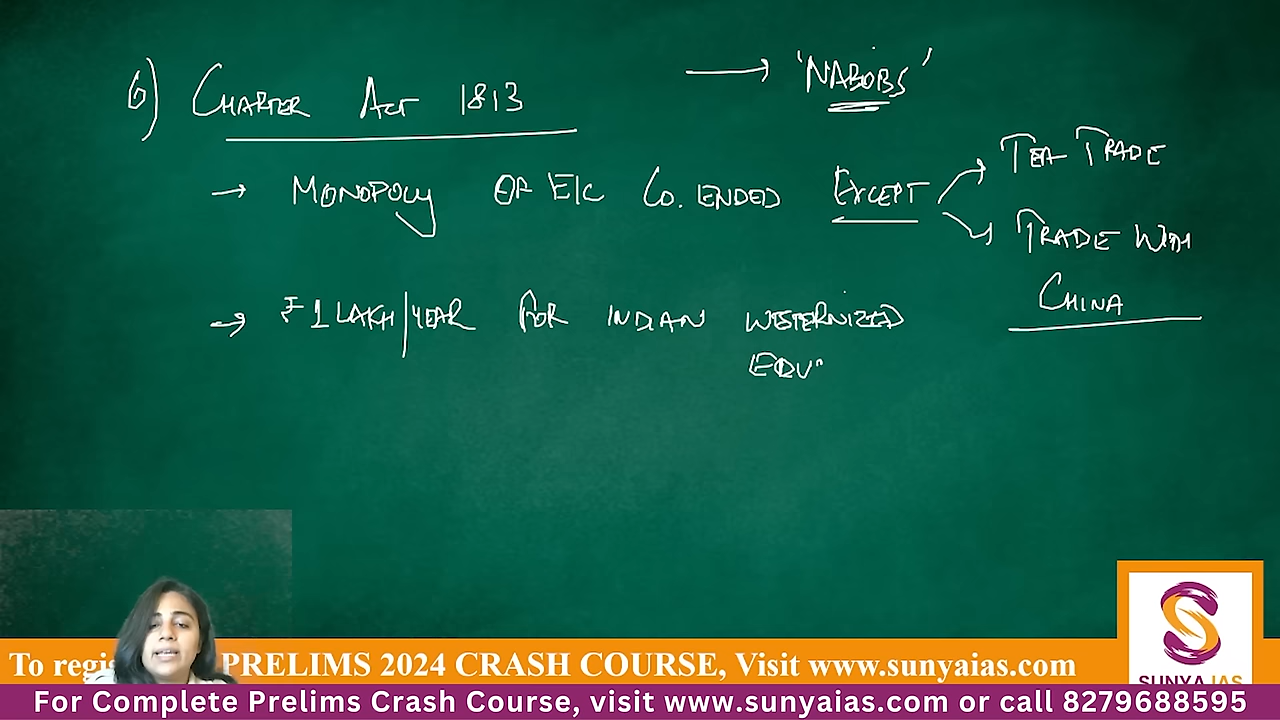 6) CHARTER ACT 1813
→ 'NABOBS'
→ MONOPOLY OF E/C CO. ENDED EXCEPT
TEA TRADE
TRADE WITH
CHINA
→ ₹1 LAKH/YEAR FOR INDIAN WESTERNIZED
EDUn
To regis PRELIMS 2024 CRASH COURSE, Visit www.sunyaias.com
SUNYA IAS
For Complete Prelims Crash Course, visit www.sunyaias.com or call 8279688595